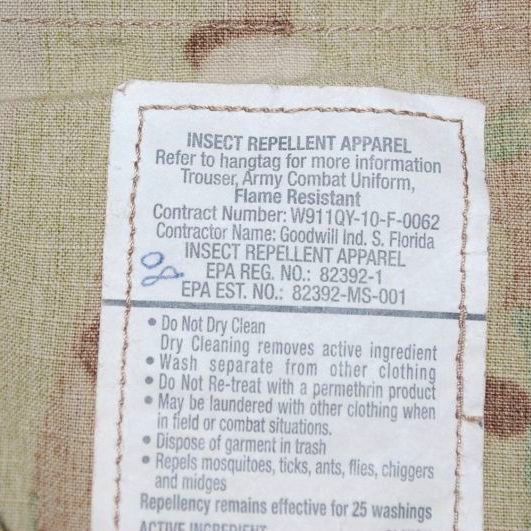 INSECT REPELLENT APPAREL
Refer to hangtag for more information
Trouser, Army Combat Uniform,
Flame Resistant
Contract Number: W911QY-10-F-0062
Contractor Name: Goodwill Ind. S. Florida
INSECT REPELLENT APPAREL
EPA REG. NO.: 82392-1
EPA EST. NO.: 82392-MS-001
• Do Not Dry Clean
Dry Cleaning removes active ingredient
• Wash separate from other clothing
• Do Not Re-treat with a permethrin product
• May be laundered with other clothing when
in field or combat situations.
• Dispose of garment in trash
• Repels mosquitoes, ticks, ants, flies, chiggers
and midges
Repellency remains effective for 25 washings
ACTIVE INGREDIENT